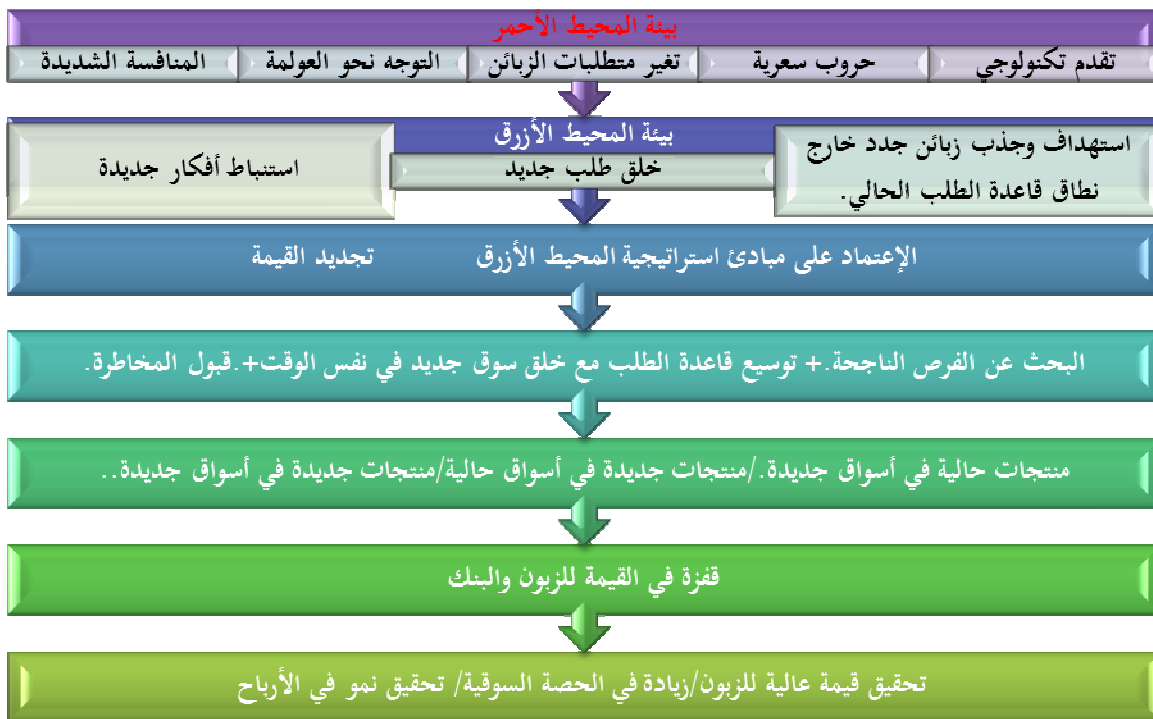 بيئة المحيط الأحمر
تقدم تكنولوجي
حروب سعرية
تغير متطلبات الزبائن
التوجه نحو العولمة
المنافسة الشديدة
بيئة المحيط الأزرق
استهداف وجذب زبائن جدد خارج
نطاق قاعدة الطلب الحالي.
خلق طلب جديد
استنباط أفكار جديدة
الإعتماد على مبادئ استراتيجية المحيط الأزرق تجديد القيمة
البحث عن الفرص الناجحة.+ توسيع قاعدة الطلب مع خلق سوق جديد في نفس الوقت+.قبول المخاطرة.
منتجات حالية في أسواق جديدة./منتجات جديدة في أسواق حالية/منتجات جديدة في أسواق جديدة..
قفزة في القيمة للزبون والبنك
تحقيق قيمة عالية للزبون/زيادة في الحصة السوقية/ تحقيق نمو في الأرباح